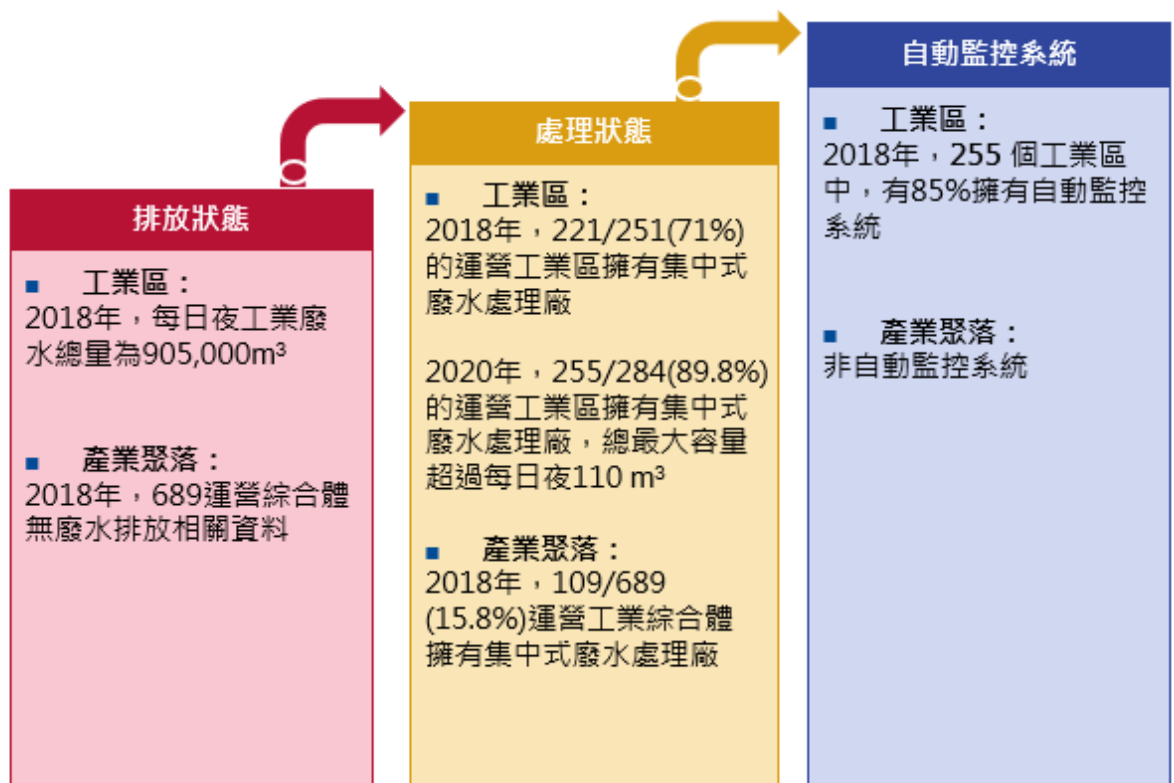 排放狀態
■ 工業區：
2018年，每日夜工業廢
水總量為905,000m³
■ 產業聚落：
2018年，689運營綜合體
無廢水排放相關資料
處理狀態
■ 工業區：
2018年，221/251(71%)
的運營工業區擁有集中式
廢水處理廠
2020年，255/284(89.8%)
的運營工業區擁有集中式
廢水處理廠，總最大容量
超過每日夜110 m³
■ 產業聚落：
2018年，109/689
(15.8%)運營工業綜合體
擁有集中式廢水處理廠
自動監控系統
■ 工業區：
2018年，255 個工業區
中，有85%擁有自動監控
系統
■ 產業聚落：
非自動監控系統